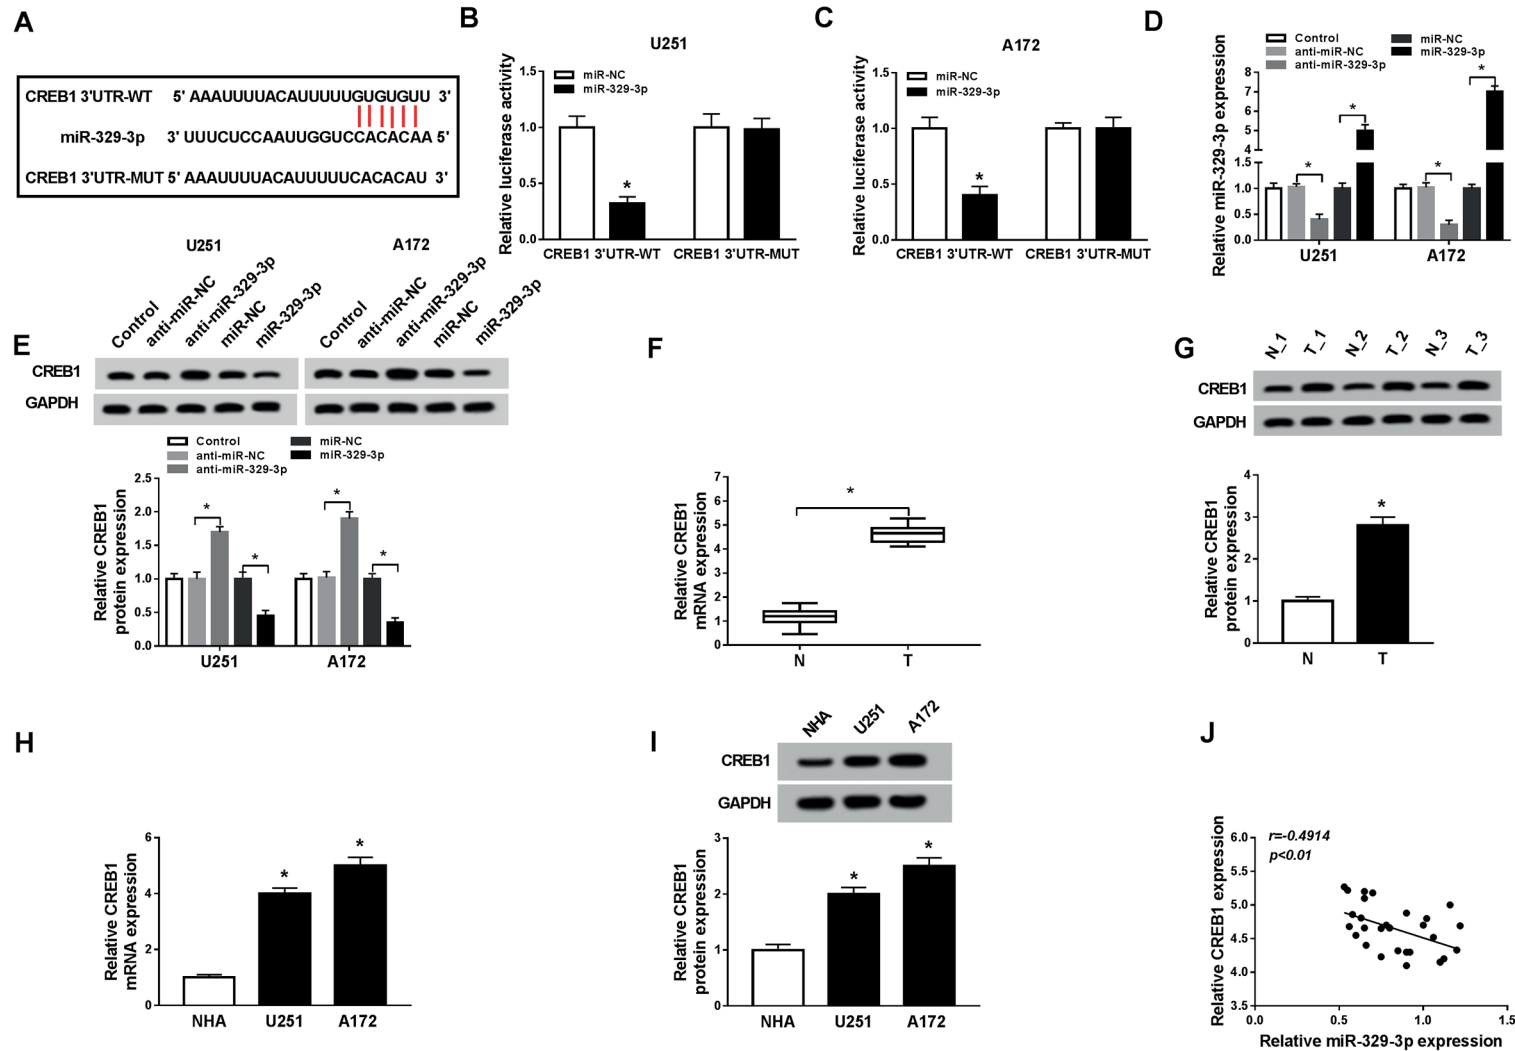 A
CREB1 3'UTR-WT 5' AAAUUUUACAUUUUUGUGUGUU 3'
miR-329-3p 3' UUUCUCCAAUUGGUCCACACAA 5'
CREB1 3'UTR-MUT 5' AAAUUUUACAUUUUUCACACAU 3'
B
U251
Relative luciferase activity
miR-NC
miR-329-3p
1.5
1.0
0.5
0.0
*
CREB1 3'UTR-WT CREB1 3'UTR-MUT
C
A172
Relative luciferase activity
miR-NC
miR-329-3p
1.5
1.0
0.5
0.0
*
CREB1 3'UTR-WT CREB1 3'UTR-MUT
D
Control
anti-miR-NC
anti-miR-329-3p
miR-NC
miR-329-3p
Relative miR-329-3p expression
8
7
6
5
4
1.5
1.0
0.5
0.0
* * * *
U251 A172
E
U251 A172
Control anti-miR-NC anti-miR-329-3p miR-NC miR-329-3p
Control anti-miR-NC anti-miR-329-3p miR-NC miR-329-3p
CREB1
GAPDH
Control
anti-miR-NC
anti-miR-329-3p
miR-NC
miR-329-3p
Relative CREB1
protein expression
2.5
2.0
1.5
1.0
0.5
0.0
* * * *
U251 A172
F
Relative CREB1
mRNA expression
7
6
5
4
3
2
1
0
*
N T
G
N_1 T_1 N_2 T_2 N_3 T_3
CREB1
GAPDH
Relative CREB1
protein expression
4
3
2
1
0
*
N T
H
Relative CREB1
mRNA expression
6
4
2
0
* *
NHA U251 A172
I
NHA U251 A172
CREB1
GAPDH
Relative CREB1
protein expression
3
2
1
0
* *
NHA U251 A172
J
Relative CREB1 expression
r=-0.4914
p<0.01
6.0
5.5
5.0
4.5
4.0
3.5
0.0 0.5 1.0 1.5
Relative miR-329-3p expression